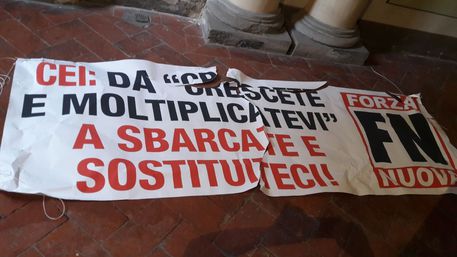 CEI: DA “CRESCETE
E MOLTIPLICATEVI”
A SBARCATE E
SOSTITUITECI!
FORZA
FN
NUOVA